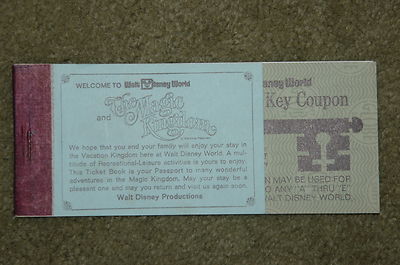 WELCOME TO Walt Disney World
and The Magic Kingdom
We hope that you and your family will enjoy your stay in
the Vacation Kingdom here at Walt Disney World. A mul-
titude of Recreational-Leisure activities is yours to enjoy.
This Ticket Book is your Passport to many wonderful
adventures in the Magic Kingdom. May your stay be a
pleasant one and may you return and visit us again soon.
Walt Disney Productions
Disney World
Key Coupon
N MAY BE USED FOR
O ANY "A" THRU "E"
WALT DISNEY WORLD.